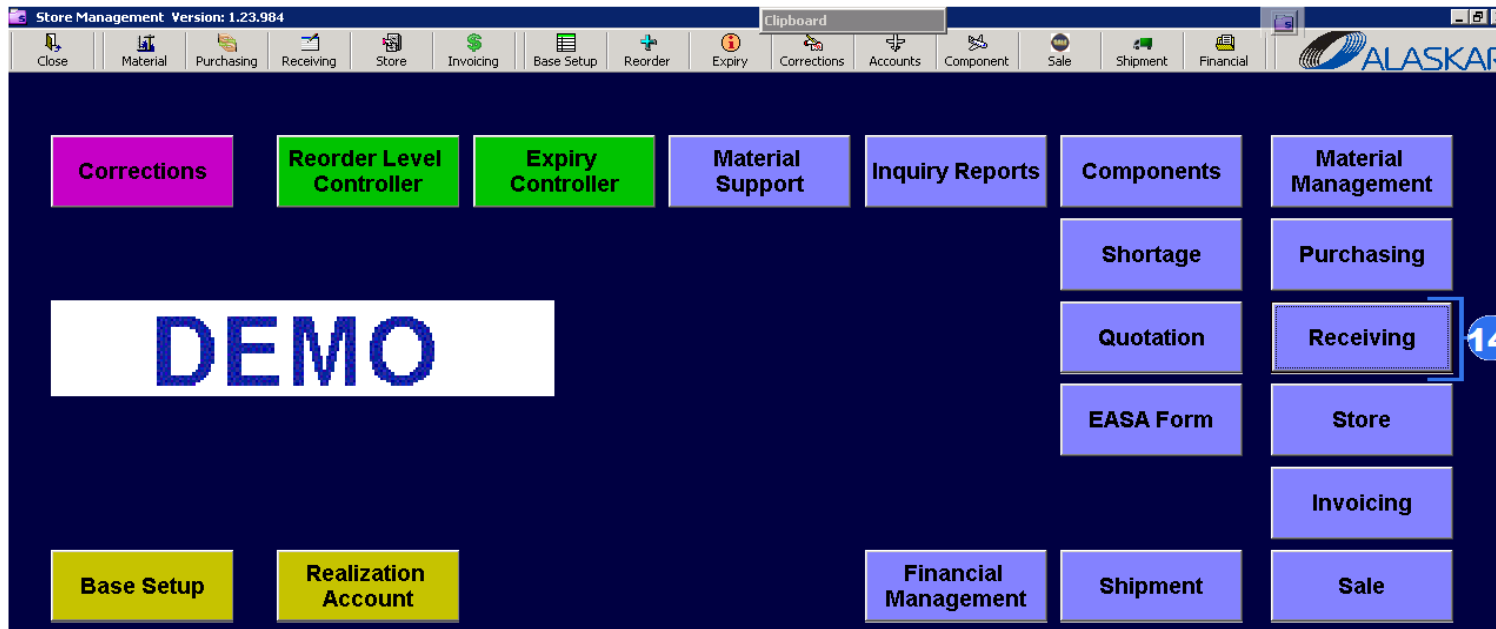 Store Management Version: 1.23.984
Clipboard
Close Material Purchasing Receiving Store Invoicing Base Setup Reorder Expiry Corrections Accounts Component Sale Shipment Financial
ALASKAR
Corrections
Reorder Level
Controller
Expiry
Controller
Material
Support
Inquiry Reports
Components
Material
Management
Shortage
Purchasing
DEMO
Quotation
Receiving
14
EASA Form
Store
Invoicing
Base Setup
Realization
Account
Financial
Management
Shipment
Sale